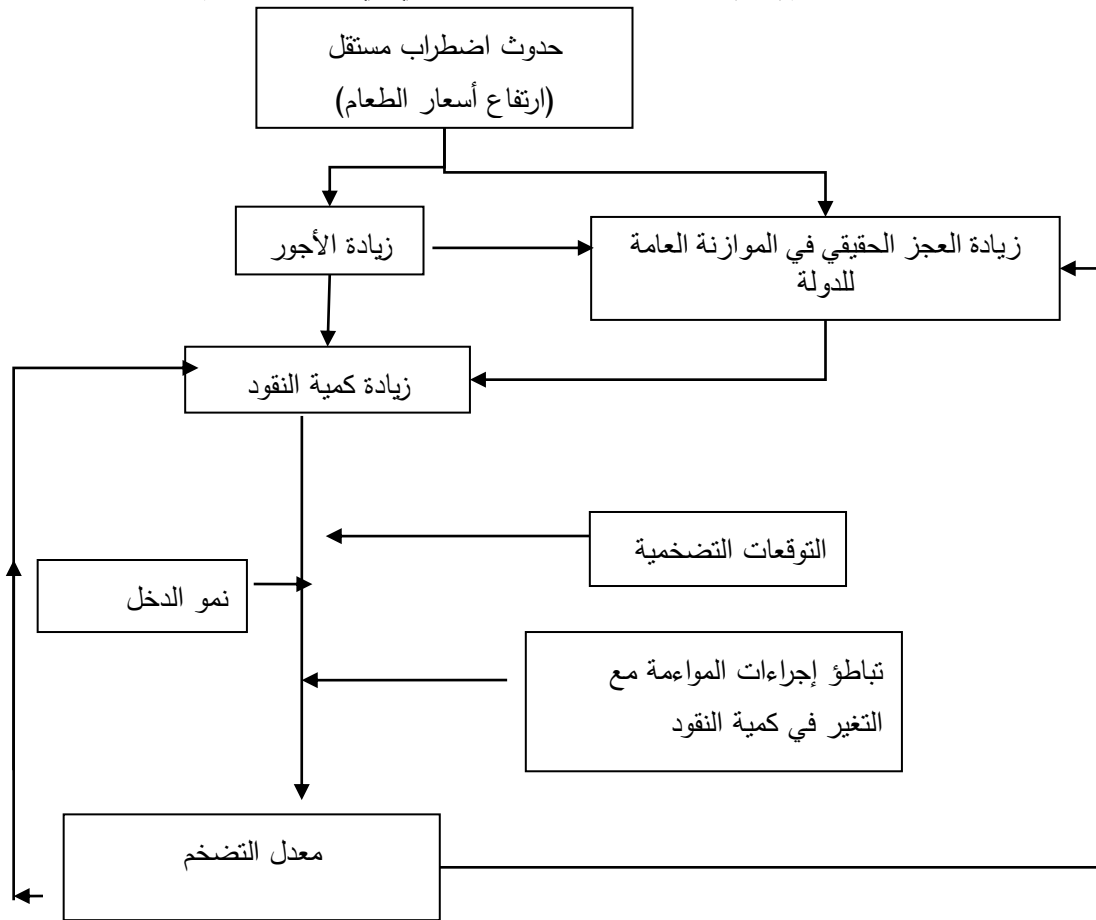 حدوث اضطراب مستقل
(ارتفاع أسعار الطعام)
زيادة الأجور
زيادة العجز الحقيقي في الموازنة العامة
للدولة
زيادة كمية النقود
التوقعات التضخمية
نمو الدخل
تباطؤ إجراءات المواءمة مع
التغير في كمية النقود
معدل التضخم